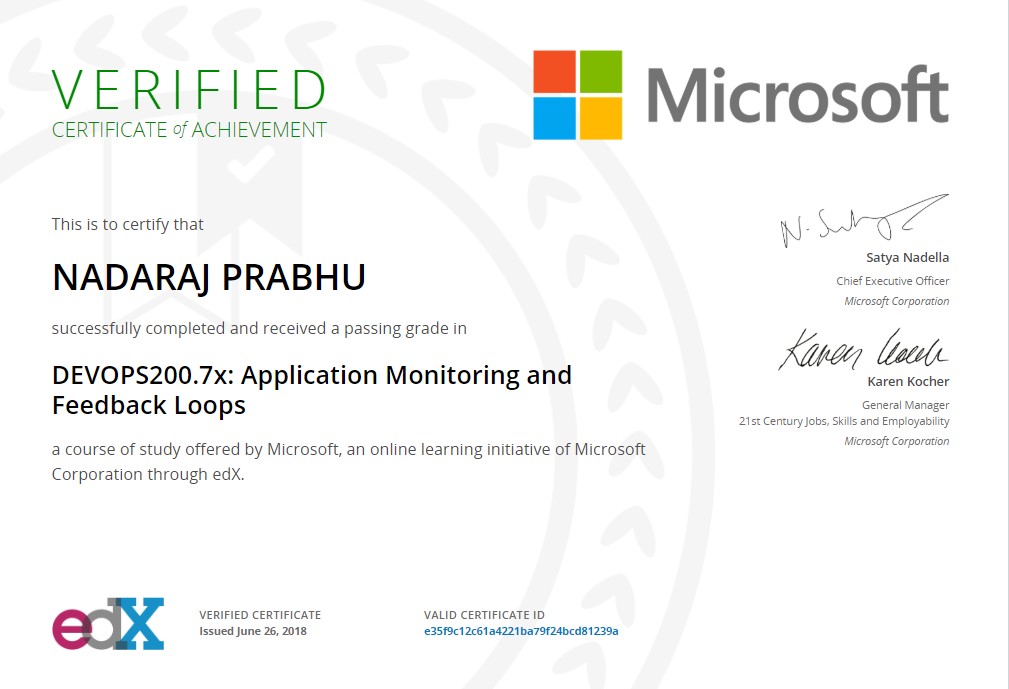 VERIFIED
CERTIFICATE of ACHIEVEMENT
Microsoft
This is to certify that
NADARAJ PRABHU
successfully completed and received a passing grade in
DEVOPS200.7x: Application Monitoring and
Feedback Loops
a course of study offered by Microsoft, an online learning initiative of Microsoft
Corporation through edX.
Satya Nadella
Chief Executive Officer
Microsoft Corporation
Karen Kocher
General Manager
21st Century Jobs, Skills and Employability
Microsoft Corporation
edX
VERIFIED CERTIFICATE
Issued June 26, 2018
VALID CERTIFICATE ID
e35f9c12c61a4221ba79f24bcd81239a